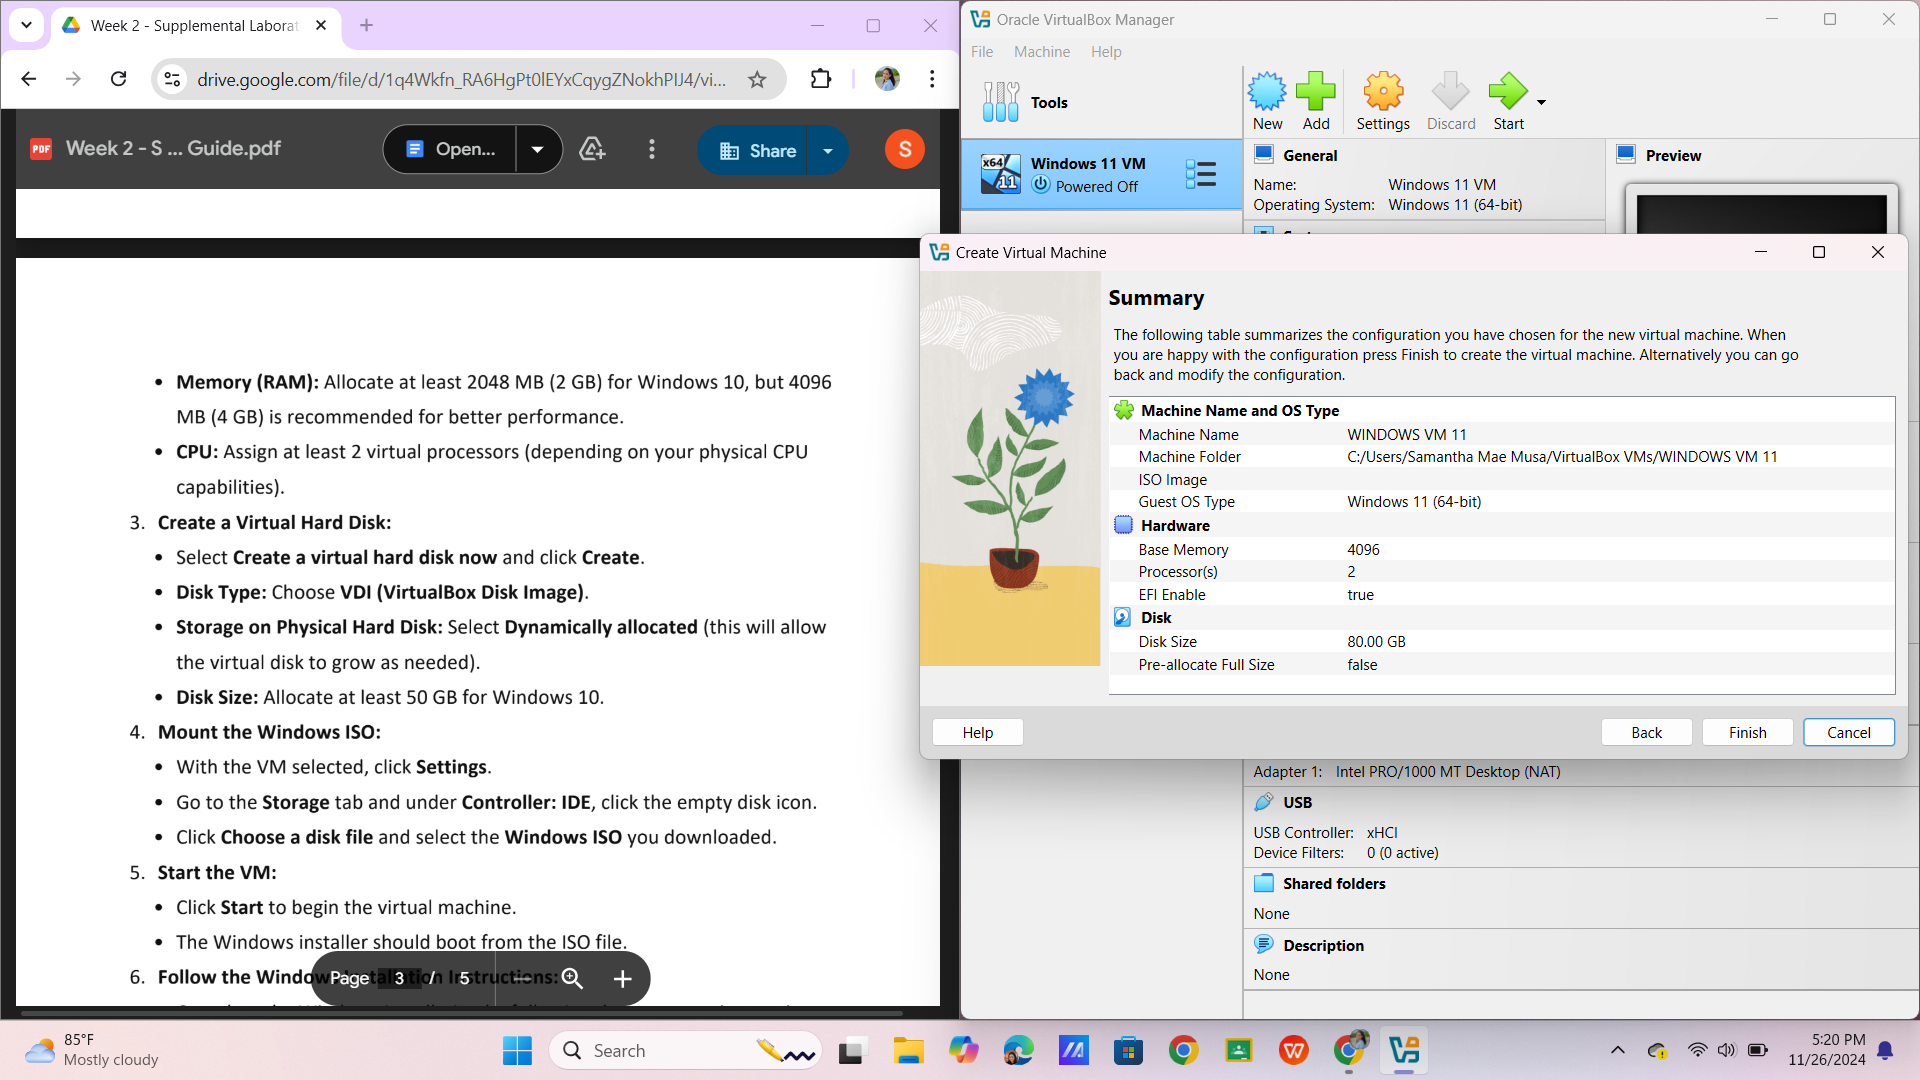 Week 2 - Supplemental Laborat
drive.google.com/file/d/1q4Wkfn_RA6HgPt0lEYxCqygZNokhPIJ4/vi...
PDF
Week 2 - S ... Guide.pdf
Open...
Share
S
• Memory (RAM): Allocate at least 2048 MB (2 GB) for Windows 10, but 4096
MB (4 GB) is recommended for better performance.
• CPU: Assign at least 2 virtual processors (depending on your physical CPU
capabilities).
3. Create a Virtual Hard Disk:
• Select Create a virtual hard disk now and click Create.
• Disk Type: Choose VDI (VirtualBox Disk Image).
• Storage on Physical Hard Disk: Select Dynamically allocated (this will allow
the virtual disk to grow as needed).
• Disk Size: Allocate at least 50 GB for Windows 10.
4. Mount the Windows ISO:
• With the VM selected, click Settings.
• Go to the Storage tab and under Controller: IDE, click the empty disk icon.
• Click Choose a disk file and select the Windows ISO you downloaded.
5. Start the VM:
• Click Start to begin the virtual machine.
• The Windows installer should boot from the ISO file.
6. Follow the Windows Installation Instructions:
Page 3 / 5
Oracle VirtualBox Manager
File Machine Help
Tools
New Add Settings Discard Start
x64
11
Windows 11 VM
Powered Off
General
Name: Windows 11 VM
Operating System: Windows 11 (64-bit)
Preview
Create Virtual Machine
Summary
The following table summarizes the configuration you have chosen for the new virtual machine. When
you are happy with the configuration press Finish to create the virtual machine. Alternatively you can go
back and modify the configuration.
Machine Name and OS Type
Machine Name WINDOWS VM 11
Machine Folder C:/Users/Samantha Mae Musa/VirtualBox VMs/WINDOWS VM 11
ISO Image
Guest OS Type Windows 11 (64-bit)
Hardware
Base Memory 4096
Processor(s) 2
EFI Enable true
Disk
Disk Size 80.00 GB
Pre-allocate Full Size false
Help Back Finish Cancel
Adapter 1: Intel PRO/1000 MT Desktop (NAT)
USB
USB Controller: xHCI
Device Filters: 0 (0 active)
Shared folders
None
Description
None
85°F
Mostly cloudy
Search
5:20 PM
11/26/2024